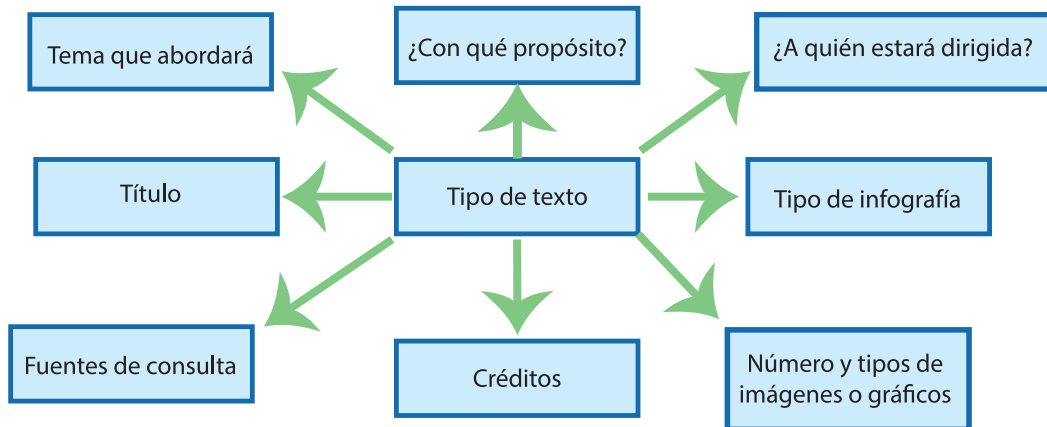 Tema que abordará
¿Con qué propósito?
¿A quién estará dirigida?
Título
Tipo de texto
Tipo de infografía
Fuentes de consulta
Créditos
Número y tipos de
imágenes o gráficos